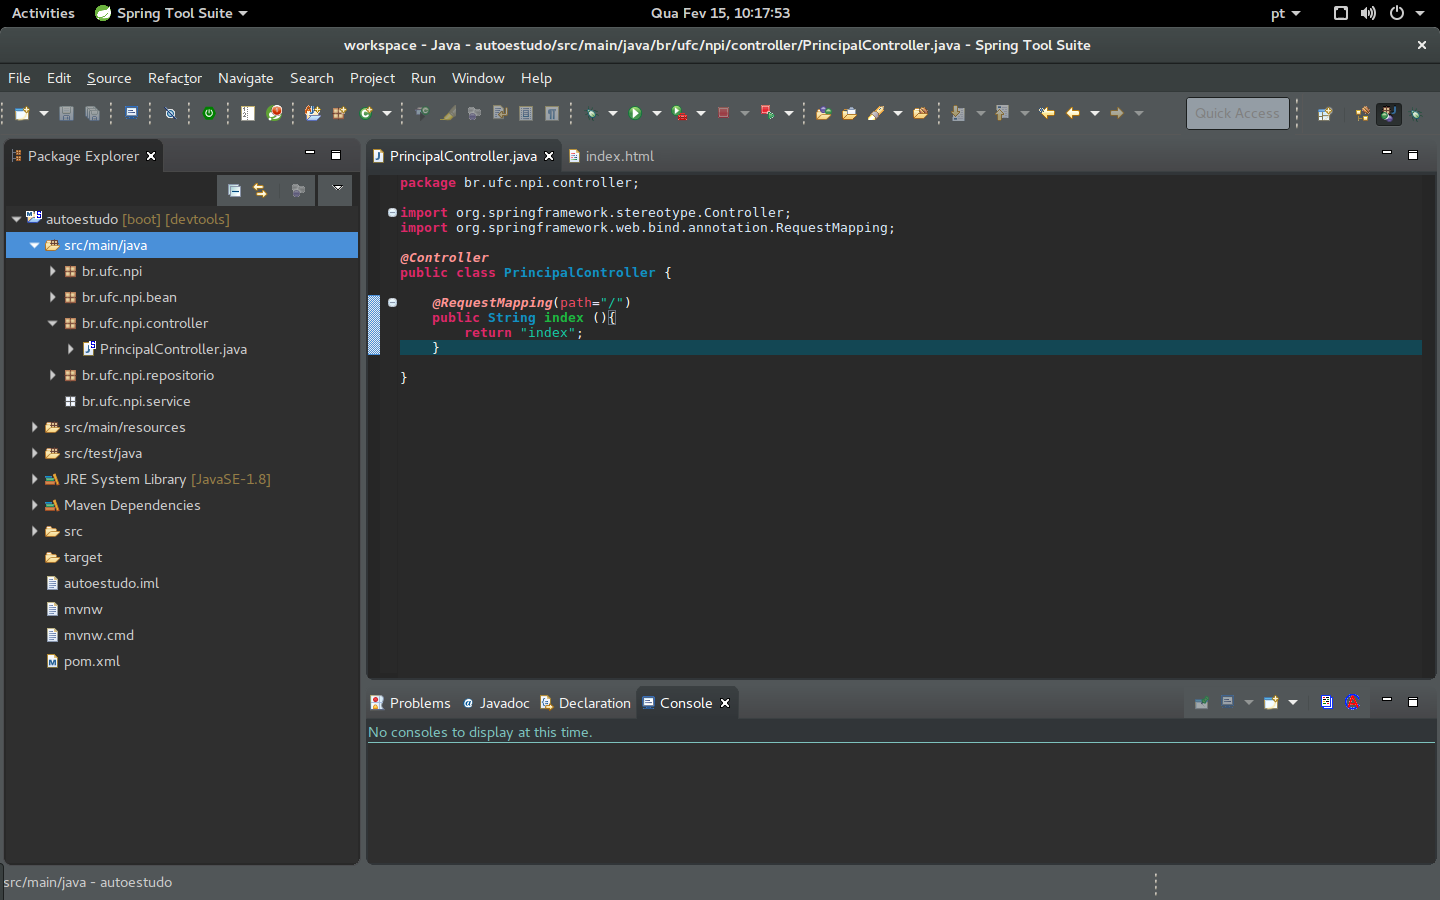 Activities Spring Tool Suite Qua Fev 15, 10:17:53 pt
workspace - Java - autoestudo/src/main/java/br/ufc/npi/controller/PrincipalController.java - Spring Tool Suite
File Edit Source Refactor Navigate Search Project Run Window Help
Quick Access
Package Explorer
autoestudo [boot] [devtools]
src/main/java
br.ufc.npi
br.ufc.npi.bean
br.ufc.npi.controller
PrincipalController.java
br.ufc.npi.repositorio
br.ufc.npi.service
src/main/resources
src/test/java
JRE System Library [JavaSE-1.8]
Maven Dependencies
src
target
autoestudo.iml
mvnw
mvnw.cmd
pom.xml
PrincipalController.java index.html
package br.ufc.npi.controller;
import org.springframework.stereotype.Controller;
import org.springframework.web.bind.annotation.RequestMapping;
@Controller
public class PrincipalController {
@RequestMapping(path="/")
public String index (){
return "index";
}
}
Problems Javadoc Declaration Console
No consoles to display at this time.
src/main/java - autoestudo